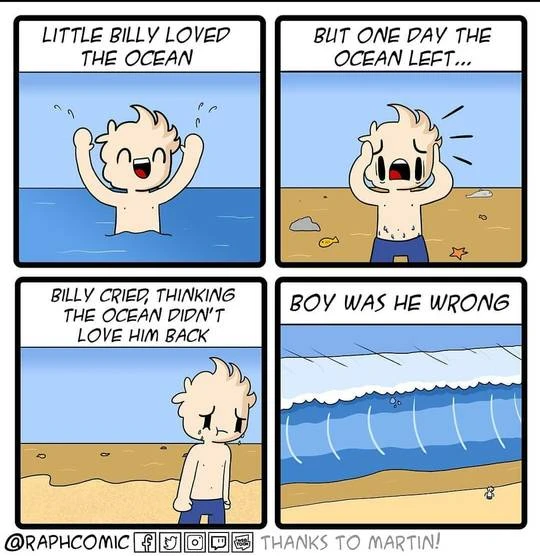 LITTLE BILLY LOVED
THE OCEAN
BUT ONE DAY THE
OCEAN LEFT...
BILLY CRIED, THINKING
THE OCEAN DIDN'T
LOVE HIM BACK
BOY WAS HE WRONG
@RAPHCOMIC THANKS TO MARTIN!